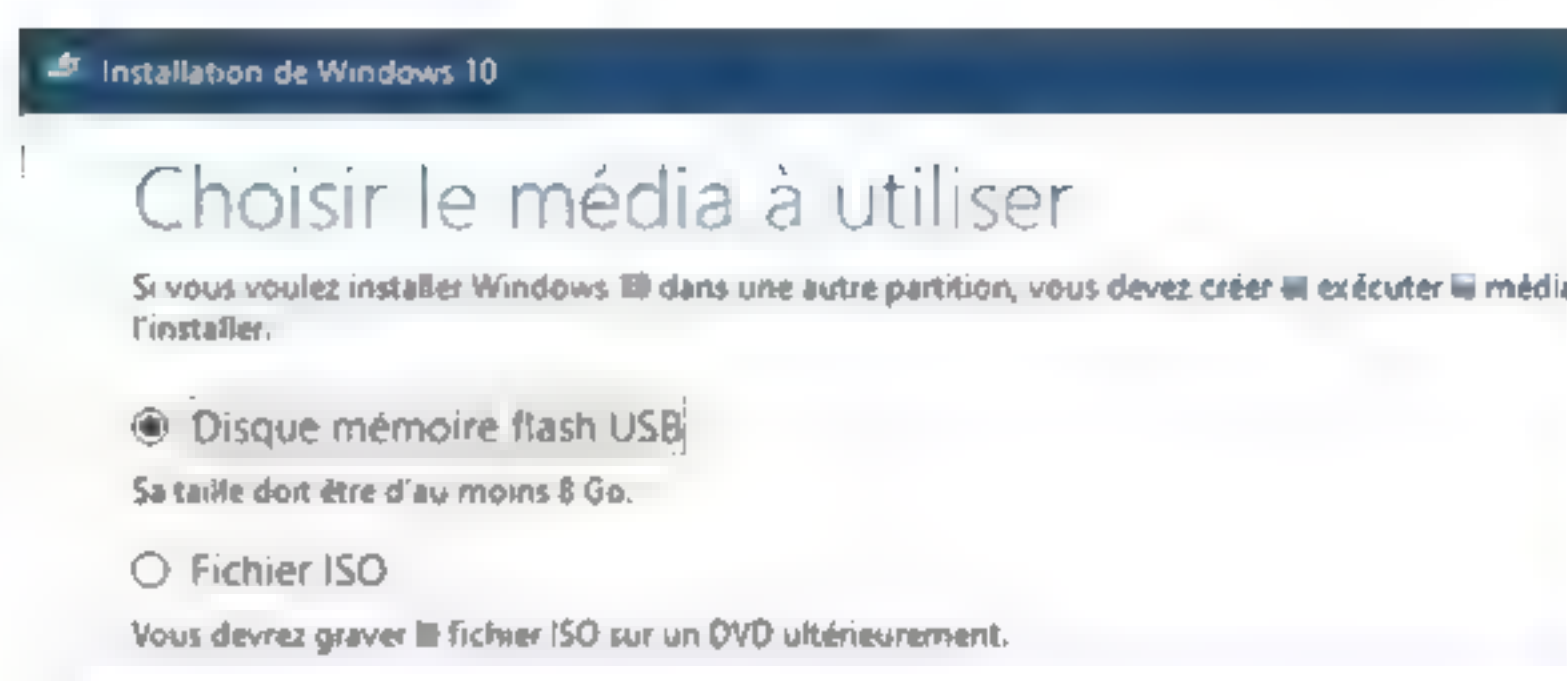 Installation de Windows 10
Choisir le média à utiliser
Si vous voulez installer Windows 10 dans une autre partition, vous devez créer exécuter média
l'installer.
Disque mémoire flash USB
Sa taille doit être d'au moins 8 Go.
Fichier ISO
Vous devrez graver fichier ISO sur un DVD ultérieurement.